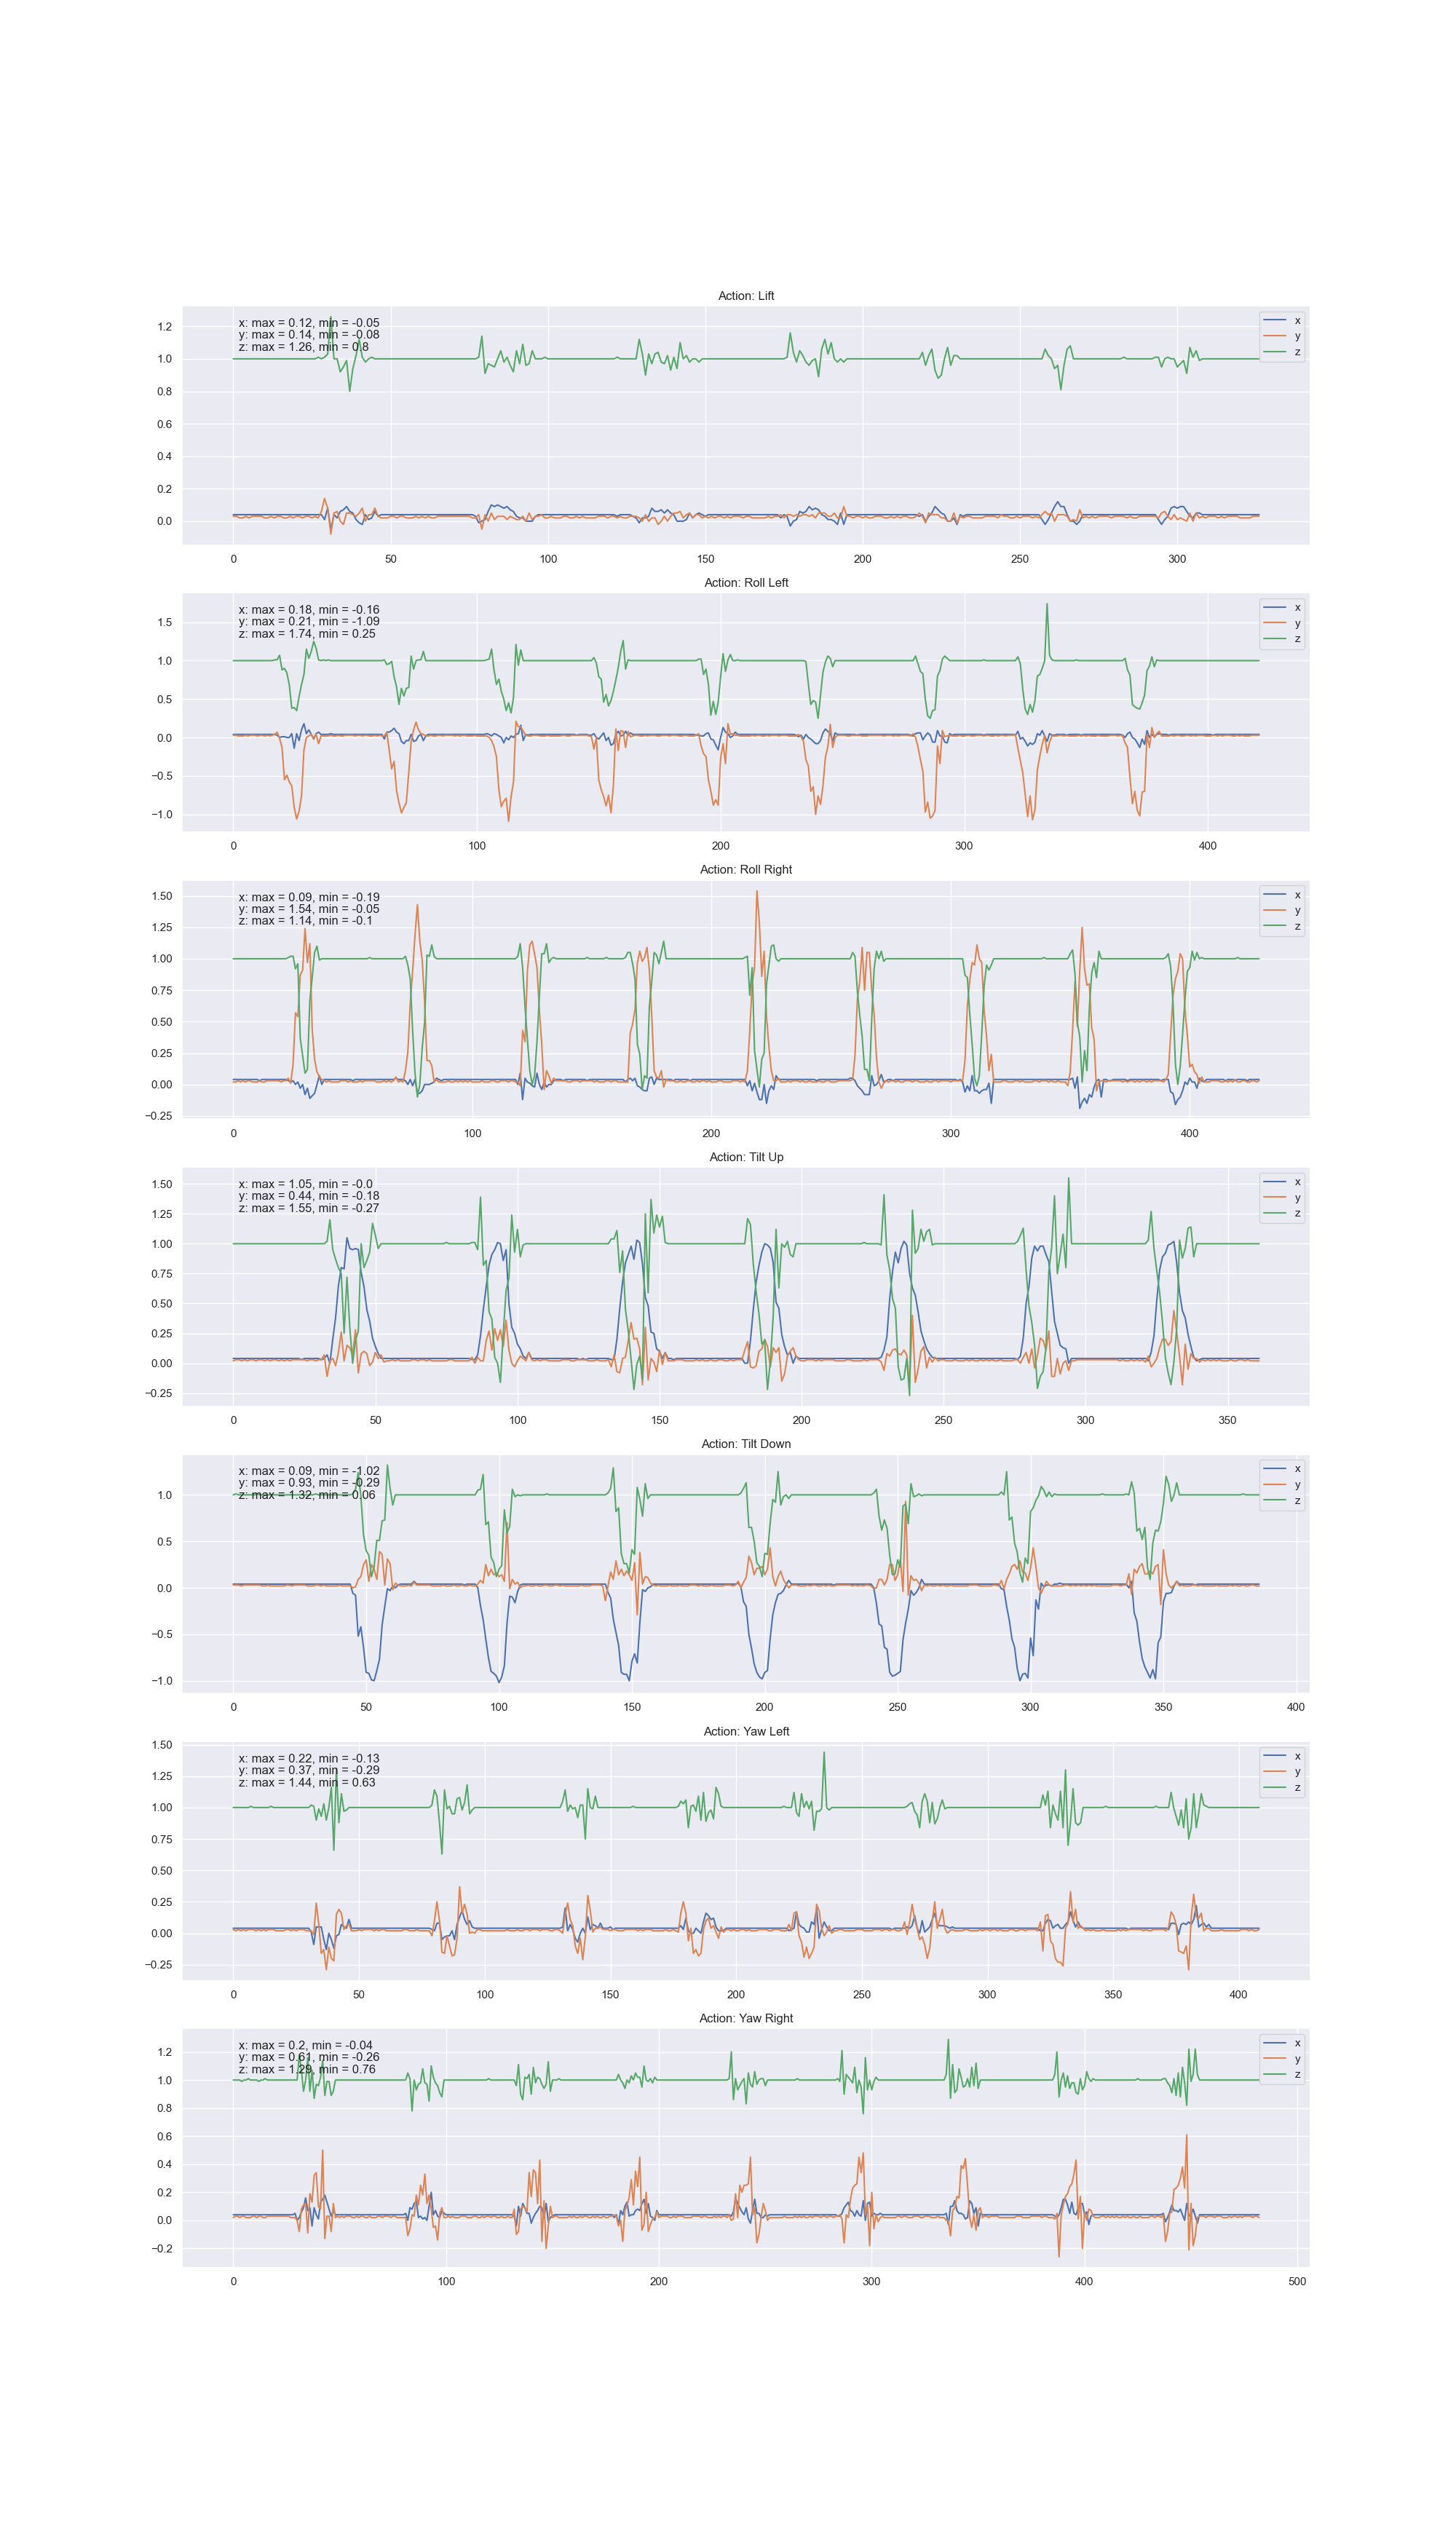 Action: Lift
x: max = 0.12, min = -0.05
y: max = 0.14, min = -0.08
z: max = 1.26, min = 0.8
x
y
z
1.2
1.0
0.8
0.6
0.4
0.2
0.0
0 50 100 150 200 250 300
Action: Roll Left
x: max = 0.18, min = -0.16
y: max = 0.21, min = -1.09
z: max = 1.74, min = 0.25
x
y
z
1.5
1.0
0.5
0.0
−0.5
−1.0
0 100 200 300 400
Action: Roll Right
x: max = 0.09, min = -0.19
y: max = 1.54, min = -0.05
z: max = 1.14, min = -0.1
x
y
z
1.50
1.25
1.00
0.75
0.50
0.25
0.00
−0.25
0 100 200 300 400
Action: Tilt Up
x: max = 1.05, min = -0.0
y: max = 0.44, min = -0.18
z: max = 1.55, min = -0.27
x
y
z
1.50
1.25
1.00
0.75
0.50
0.25
0.00
−0.25
0 50 100 150 200 250 300 350
Action: Tilt Down
x: max = 0.09, min = -1.02
y: max = 0.93, min = -0.29
z: max = 1.32, min = 0.06
x
y
z
1.0
0.5
0.0
−0.5
−1.0
0 50 100 150 200 250 300 350 400
Action: Yaw Left
x: max = 0.22, min = -0.13
y: max = 0.37, min = -0.29
z: max = 1.44, min = 0.63
x
y
z
1.50
1.25
1.00
0.75
0.50
0.25
0.00
−0.25
0 50 100 150 200 250 300 350 400
Action: Yaw Right
x: max = 0.2, min = -0.04
y: max = 0.61, min = -0.26
z: max = 1.29, min = 0.76
x
y
z
1.2
1.0
0.8
0.6
0.4
0.2
0.0
−0.2
0 100 200 300 400 500